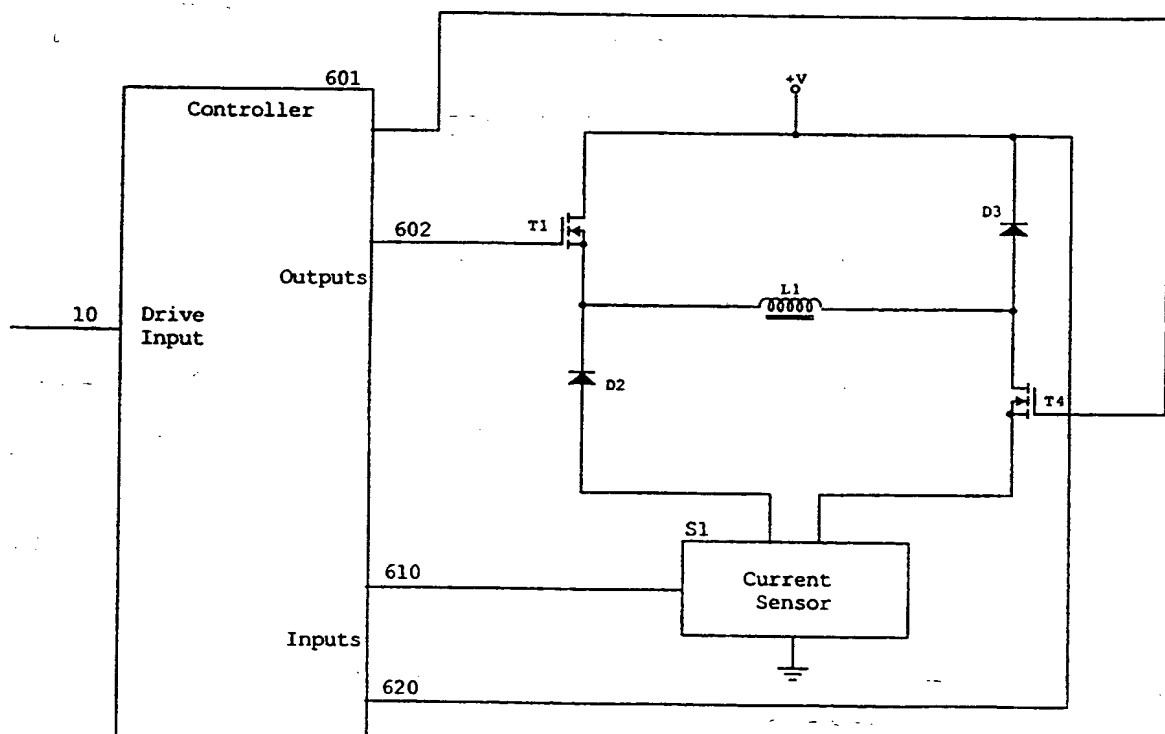 601
Controller
+V
T1
D3
602
Outputs
L1
10
Drive
Input
D2
T4
S1
Current
Sensor
610
Inputs
620